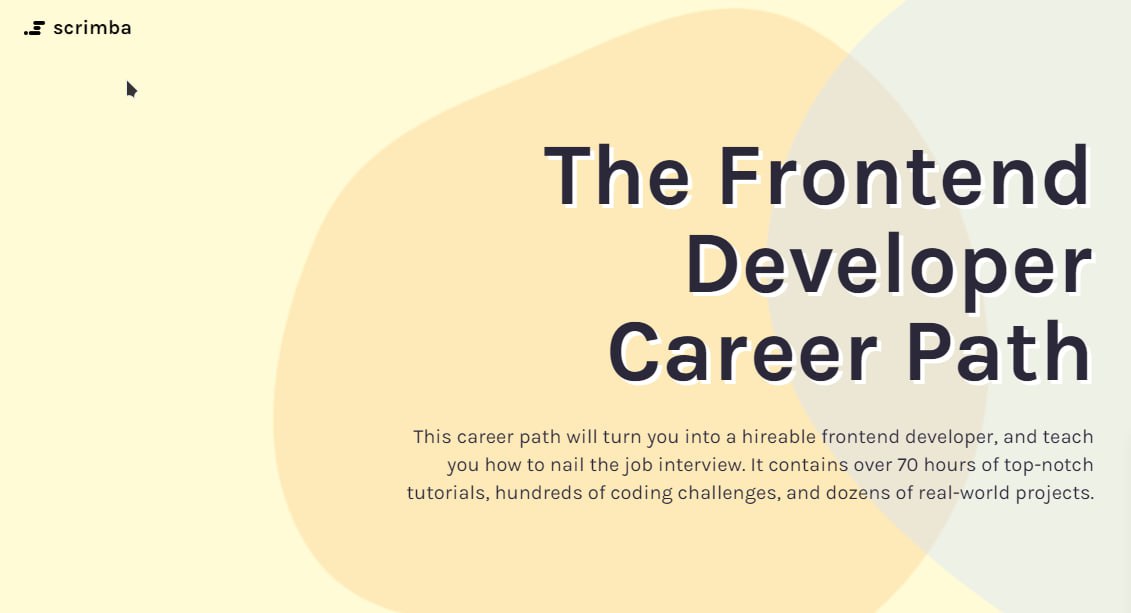 scrimba
The Frontend
Developer
Career Path
This career path will turn you into a hireable frontend developer, and teach
you how to nail the job interview. It contains over 70 hours of top-notch
tutorials, hundreds of coding challenges, and dozens of real-world projects.